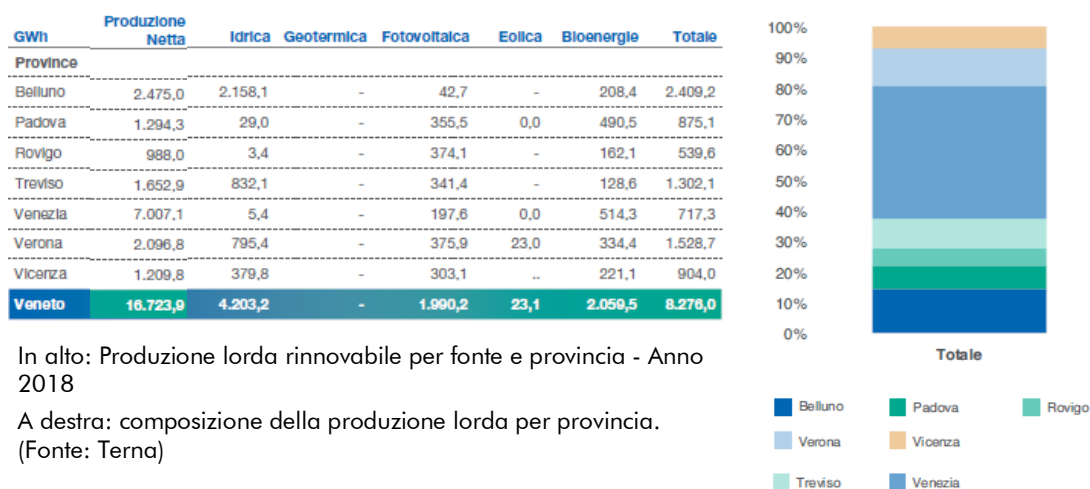 GWh Produzione Netta Idrica Geotermica Fotovoltaica Eolica Bioenergie Totale
Province
Belluno 2.475,0 2.158,1 - 42,7 - 208,4 2.409,2
Padova 1.294,3 29,0 - 355,5 0,0 490,5 875,1
Rovigo 988,0 3,4 - 374,1 - 162,1 539,6
Treviso 1.652,9 832,1 - 341,4 - 128,6 1.302,1
Venezia 7.007,1 5,4 - 197,6 0,0 514,3 717,3
Verona 2.096,8 795,4 - 375,9 23,0 334,4 1.528,7
Vicenza 1.209,8 379,8 - 303,1 .. 221,1 904,0
Veneto 16.723,9 4.203,2 - 1.990,2 23,1 2.059,5 8.276,0
In alto: Produzione lorda rinnovabile per fonte e provincia - Anno
2018
A destra: composizione della produzione lorda per provincia.
(Fonte: Terna)
100%
90%
80%
70%
60%
50%
40%
30%
20%
10%
0%
Totale
Belluno Padova Rovigo
Verona Vicenza
Treviso Venezia